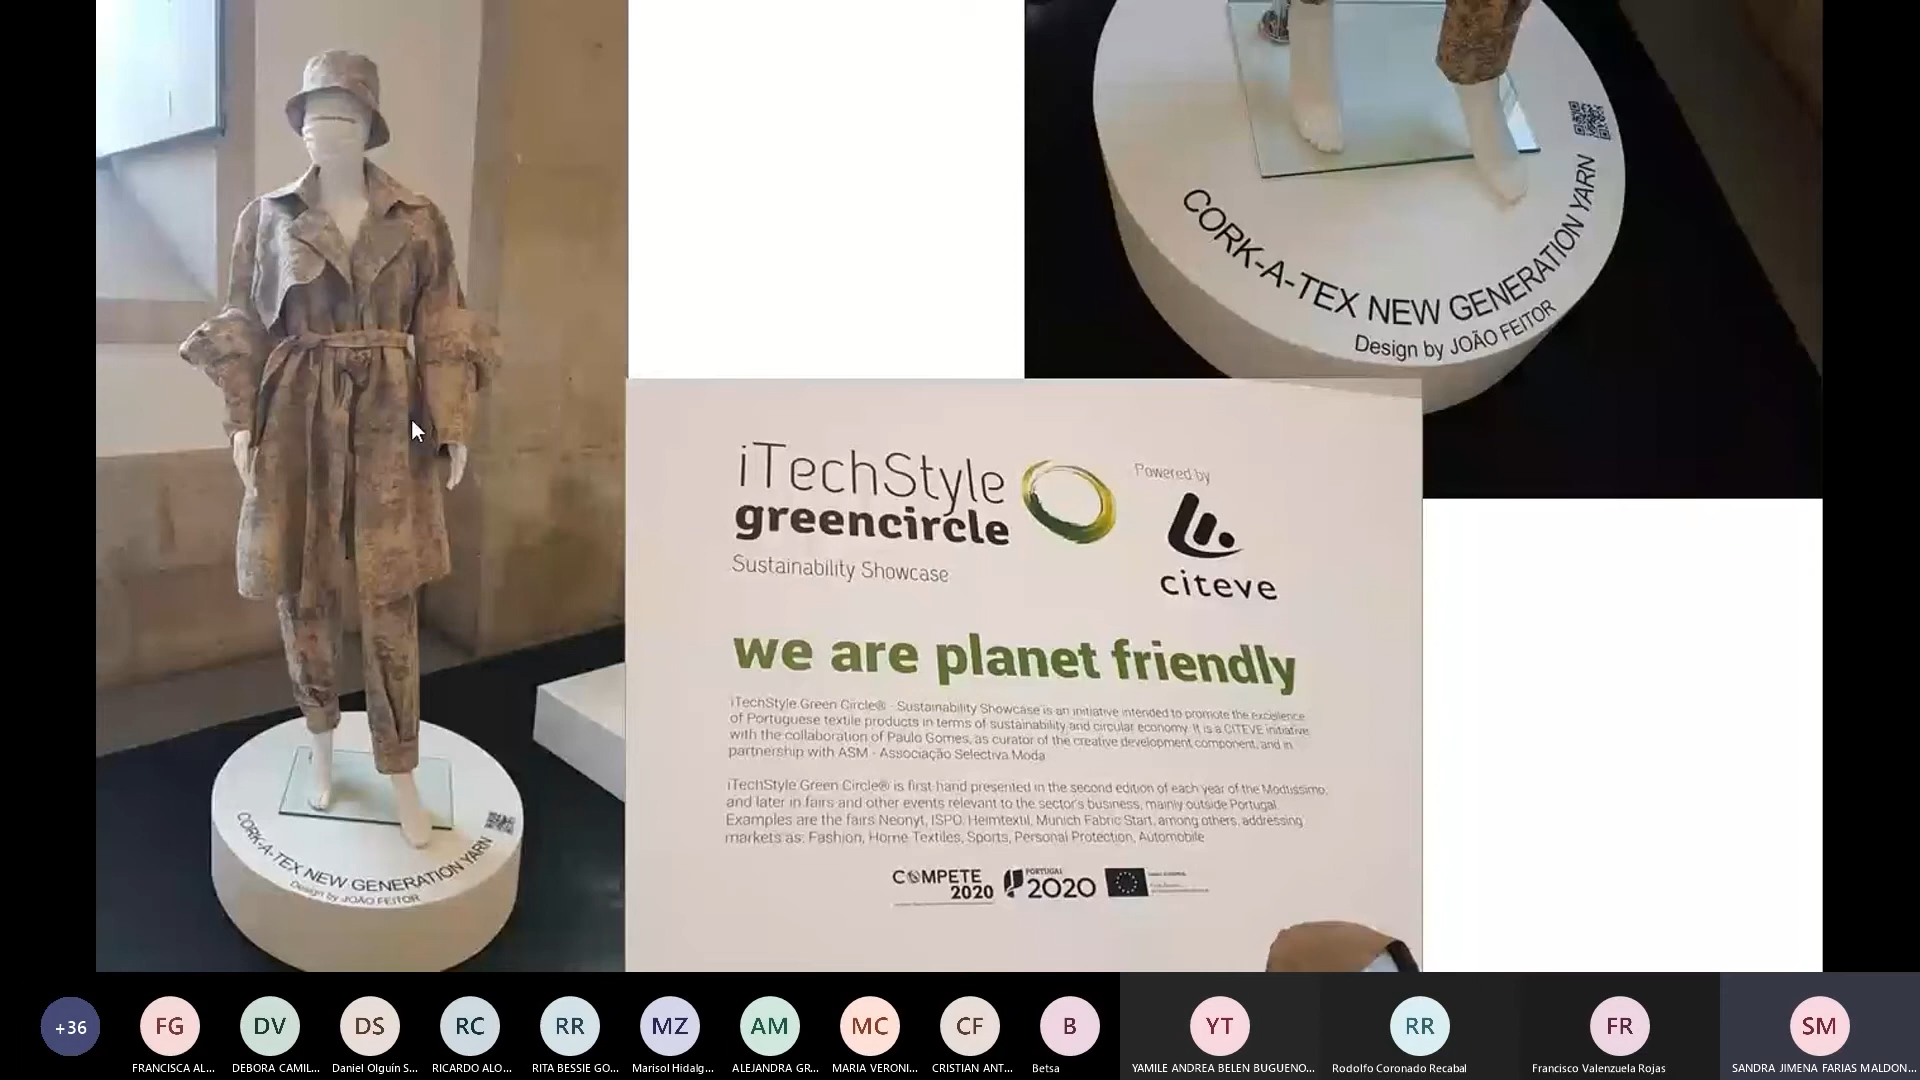 CORK-A-TEX NEW GENERATION YARN
Design by JOÃO FEITOR
CORK-A-TEX NEW GENERATION YARN
Design by JOÃO FEITOR
iTechStyle
greencircle
Sustainability Showcase
Powered by
citeve
we are planet friendly
iTechStyle Green Circle® - Sustainability Showcase is an initiative intended to promote the excellence
of Portuguese textile products in terms of sustainability and circular economy. It is a CITEVE initiative
with the collaboration of Paulo Gomes, as curator of the creative development component, and in
partnership with ASM - Associação Selectiva Moda
iTechStyle Green Circle® is first hand presented in the second edition of each year of the Modtissimo,
and later in fairs and other events relevant to the sector's business, mainly outside Portugal.
Examples are the fairs Neonyt, ISPO, Heimtextil, Munich Fabric Start, among others, addressing
markets as: Fashion, Home Textiles, Sports, Personal Protection, Automobile
COMPETE
2020
PORTUGAL
2020
+36
FG
DV
DS
RC
RR
MZ
AM
MC
CF
B
YT
RR
FR
SM
FRANCISCA AL...
DEBORA CAMIL...
Daniel Olguín S...
RICARDO ALO...
RITA BESSIE GO...
Marisol Hidalg...
ALEJANDRA GR...
MARIA VERONI...
CRISTIAN ANT...
Betsa
YAMILE ANDREA BELEN BUGUENO...
Rodolfo Coronado Recabal
Francisco Valenzuela Rojas
SANDRA JIMENA FARIAS MALDON...